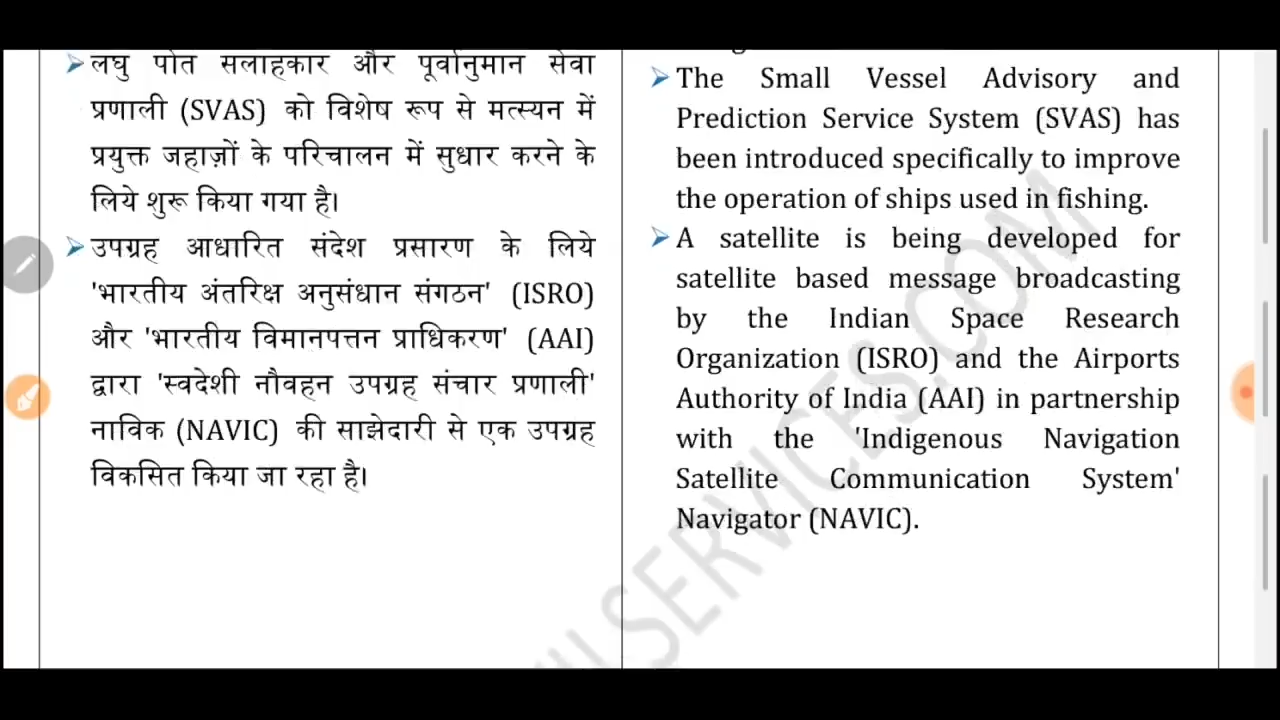 लघु पोत सलाहकार और पूर्वानुमान सेवा
प्रणाली (SVAS) को विशेष रूप से मत्स्यन में
प्रयुक्त जहाज़ों के परिचालन में सुधार करने के
लिये शुरू किया गया है।
उपग्रह आधारित संदेश प्रसारण के लिये
'भारतीय अंतरिक्ष अनुसंधान संगठन' (ISRO)
और 'भारतीय विमानपत्तन प्राधिकरण' (AAI)
द्वारा 'स्वदेशी नौवहन उपग्रह संचार प्रणाली'
नाविक (NAVIC) की साझेदारी से एक उपग्रह
विकसित किया जा रहा है।
The Small Vessel Advisory and
Prediction Service System (SVAS) has
been introduced specifically to improve
the operation of ships used in fishing.
A satellite is being developed for
satellite based message broadcasting
by the Indian Space Research
Organization (ISRO) and the Airports
Authority of India (AAI) in partnership
with the 'Indigenous Navigation
Satellite Communication System'
Navigator (NAVIC).